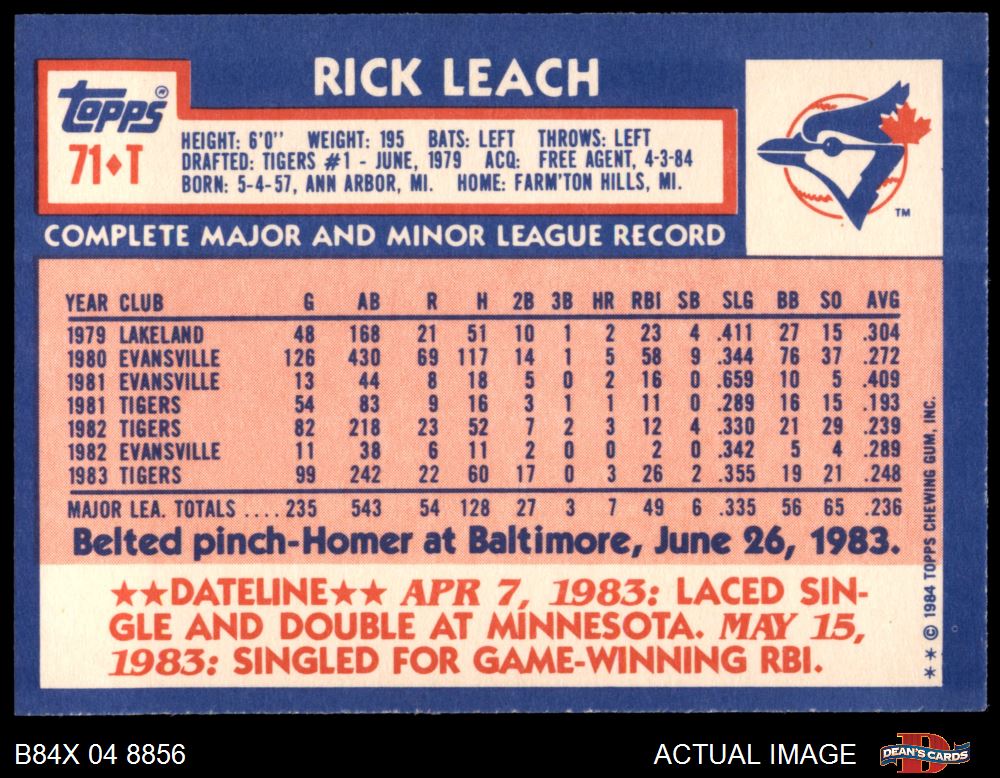 RICK LEACH
Topps ®
71♦T
HEIGHT: 6'0" WEIGHT: 195 BATS: LEFT THROWS: LEFT
DRAFTED: TIGERS #1 - JUNE, 1979 ACQ: FREE AGENT, 4-3-84
BORN: 5-4-57, ANN ARBOR, MI. HOME: FARM'TON HILLS, MI.
TM
COMPLETE MAJOR AND MINOR LEAGUE RECORD
YEAR CLUB G AB R H 2B 3B HR RBI SB SLG BB SO AVG
1979 LAKELAND 48 168 21 51 10 1 2 23 4 .411 27 15 .304
1980 EVANSVILLE 126 430 69 117 14 1 5 58 9 .344 76 37 .272
1981 EVANSVILLE 13 44 8 18 5 0 2 16 0 .659 10 5 .409
1981 TIGERS 54 83 9 16 3 1 1 11 0 .289 16 15 .193
1982 TIGERS 82 218 23 52 7 2 3 12 4 .330 21 29 .239
1982 EVANSVILLE 11 38 6 11 2 0 0 2 0 .342 5 4 .289
1983 TIGERS 99 242 22 60 17 0 3 26 2 .355 19 21 .248
MAJOR LEA. TOTALS ....235 543 54 128 27 3 7 49 6 .335 56 65 .236
Belted pinch-Homer at Baltimore, June 26, 1983.
★★DATELINE★★ APR 7, 1983: LACED SIN-
GLE AND DOUBLE AT MINNESOTA. MAY 15,
1983: SINGLED FOR GAME-WINNING RBI.
** © 1984 TOPPS CHEWING GUM, INC.
B84X 04 8856
ACTUAL IMAGE
DEAN'S CARDS